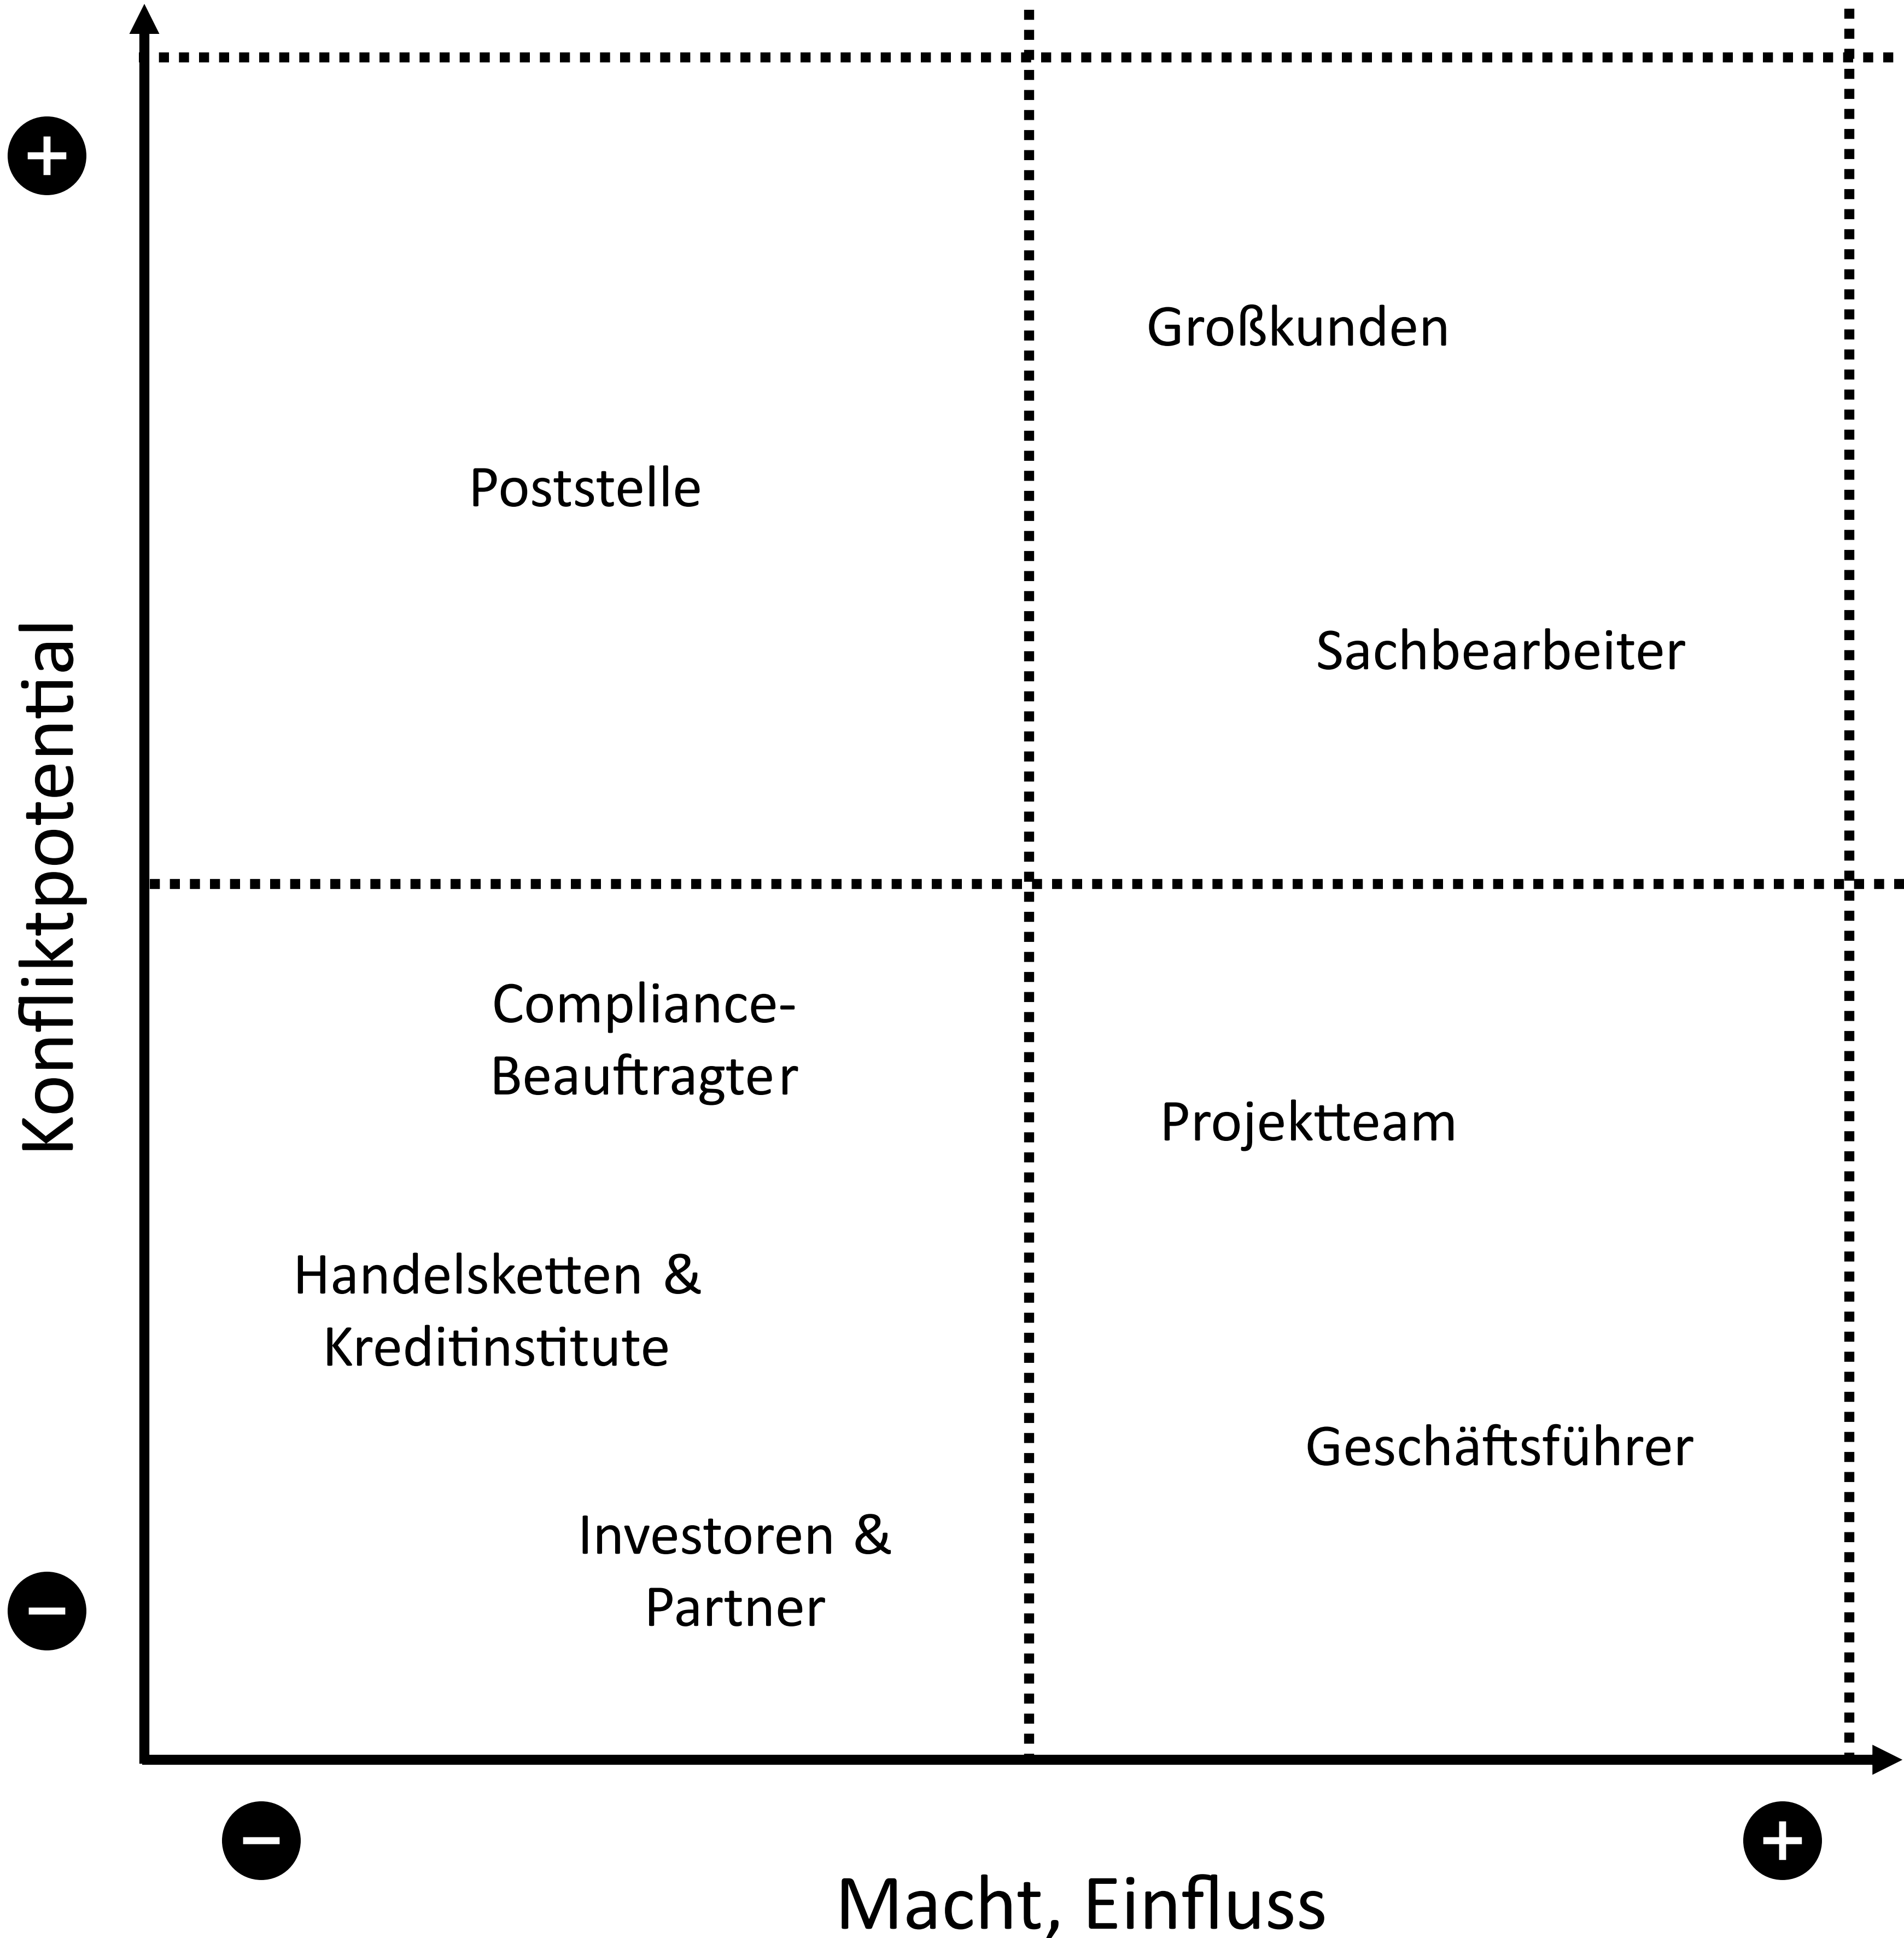 +
Großkunden
Poststelle
Sachbearbeiter
Konfliktpotential
Compliance-
Beauftragter
Projektteam
Handelsketten &
Kreditinstitute
Geschäftsführer
Investoren &
Partner
−
−
+
Macht, Einfluss